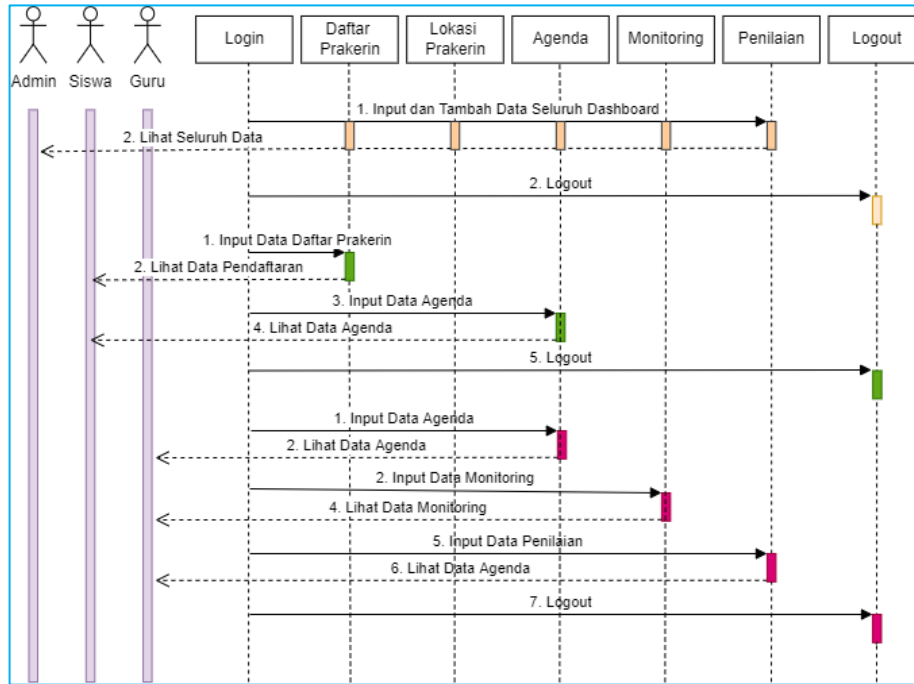 Login
Daftar
Prakerin
Lokasi
Prakerin
Agenda
Monitoring
Penilaian
Logout
Admin
Siswa
Guru
1. Input dan Tambah Data Seluruh Dashboard
2. Lihat Seluruh Data
2. Logout
1. Input Data Daftar Prakerin
2. Lihat Data Pendaftaran
3. Input Data Agenda
4. Lihat Data Agenda
5. Logout
1. Input Data Agenda
2. Lihat Data Agenda
2. Input Data Monitoring
4. Lihat Data Monitoring
5. Input Data Penilaian
6. Lihat Data Agenda
7. Logout